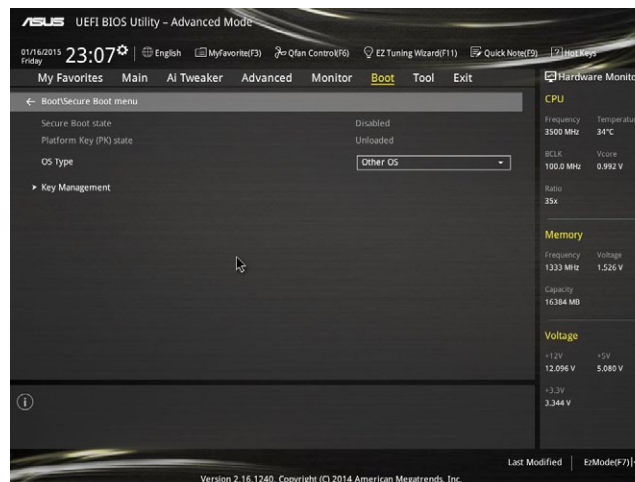 ASUS UEFI BIOS Utility – Advanced Mode
01/16/2015 Friday 23:07 English MyFavorite(F3) Qfan Control(F6) EZ Tuning Wizard(F11) Quick Note(F9) ? Hot Keys
My Favorites Main Ai Tweaker Advanced Monitor Boot Tool Exit
← Boot\Secure Boot menu
Secure Boot state Disabled
Platform Key (PK) state Unloaded
OS Type Other OS
> Key Management
Hardware Monito
CPU
Frequency Temperatu
3500 MHz 34°C
BCLK Vcore
100.0 MHz 0.992 V
Ratio
35x
Memory
Frequency Voltage
1333 MHz 1.526 V
Capacity
16384 MB
Voltage
+12V +5V
12.096 V 5.080 V
+3.3V
3.344 V
Last Modified EzMode(F7)
Version 2.16.1240. Copyright (C) 2014 American Megatrends, Inc.